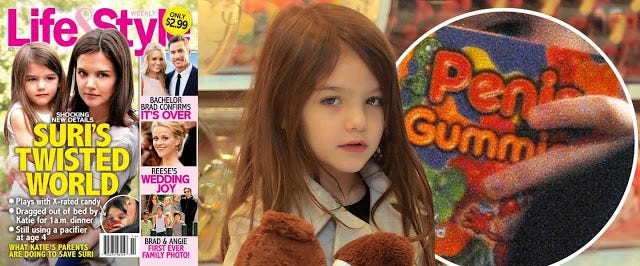 WEEKLY
Life&Style
ONLY
$2.99
SHOCKING
NEW DETAILS
SURI'S
TWISTED
WORLD
• Plays with X-rated candy
• Dragged out of bed by
Katie for 1a.m. dinner
• Still using a pacifier
at age 4
WHAT KATIE'S PARENTS
ARE DOING TO SAVE SURI
BACHELOR
BRAD CONFIRMS
IT'S OVER
REESE'S
WEDDING
JOY
BRAD & ANGIE
FIRST EVER
FAMILY PHOTO!
Penis
Gummi